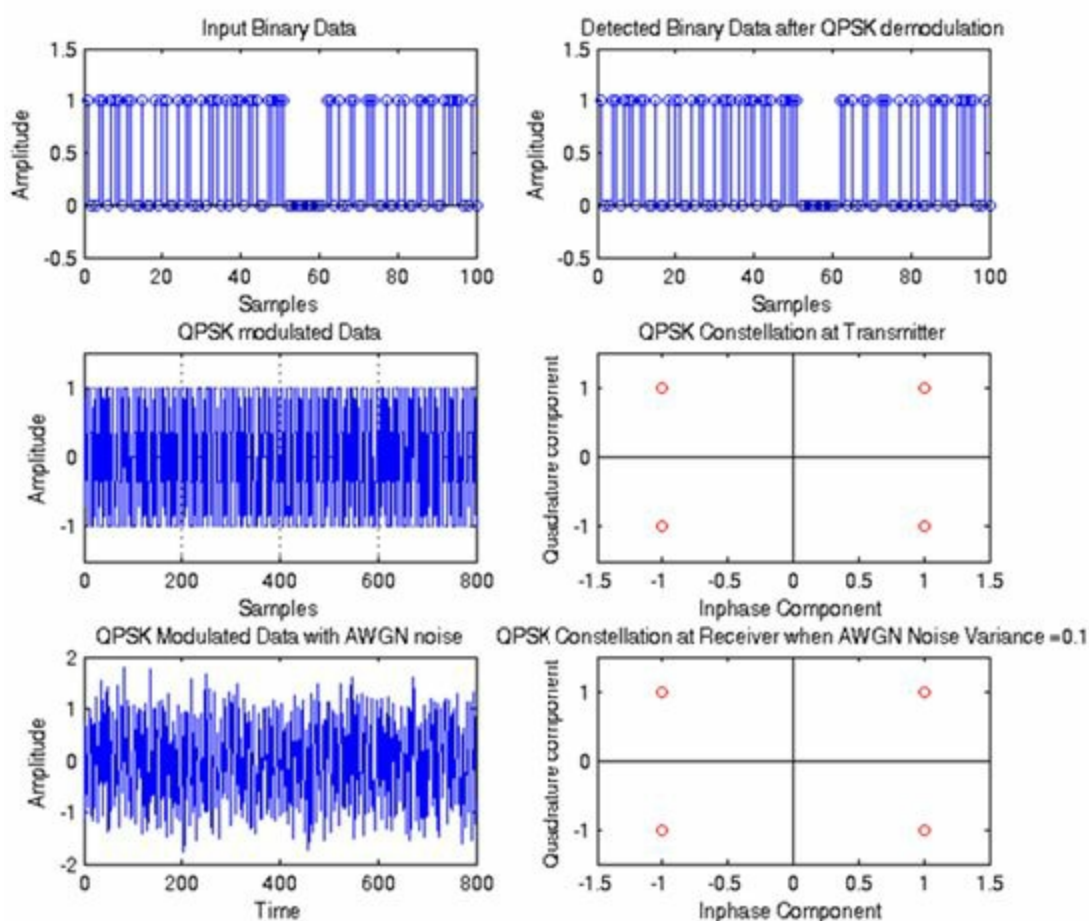 Input Binary Data
1.5
1
0.5
0
-0.5
Amplitude
0 20 40 60 80 100
Samples
Detected Binary Data after QPSK demodulation
1.5
1
0.5
0
-0.5
Amplitude
0 20 40 60 80 100
Samples
QPSK modulated Data
1
0
-1
Amplitude
0 200 400 600 800
Samples
QPSK Constellation at Transmitter
1
0
-1
Quadrature component
-1.5 -1 -0.5 0 0.5 1 1.5
Inphase Component
QPSK Modulated Data with AWGN noise
2
1
0
-1
-2
Amplitude
0 200 400 600 800
Time
QPSK Constellation at Receiver when AWGN Noise Variance =0.1
1
0
-1
Quadrature component
-1.5 -1 -0.5 0 0.5 1 1.5
Inphase Component